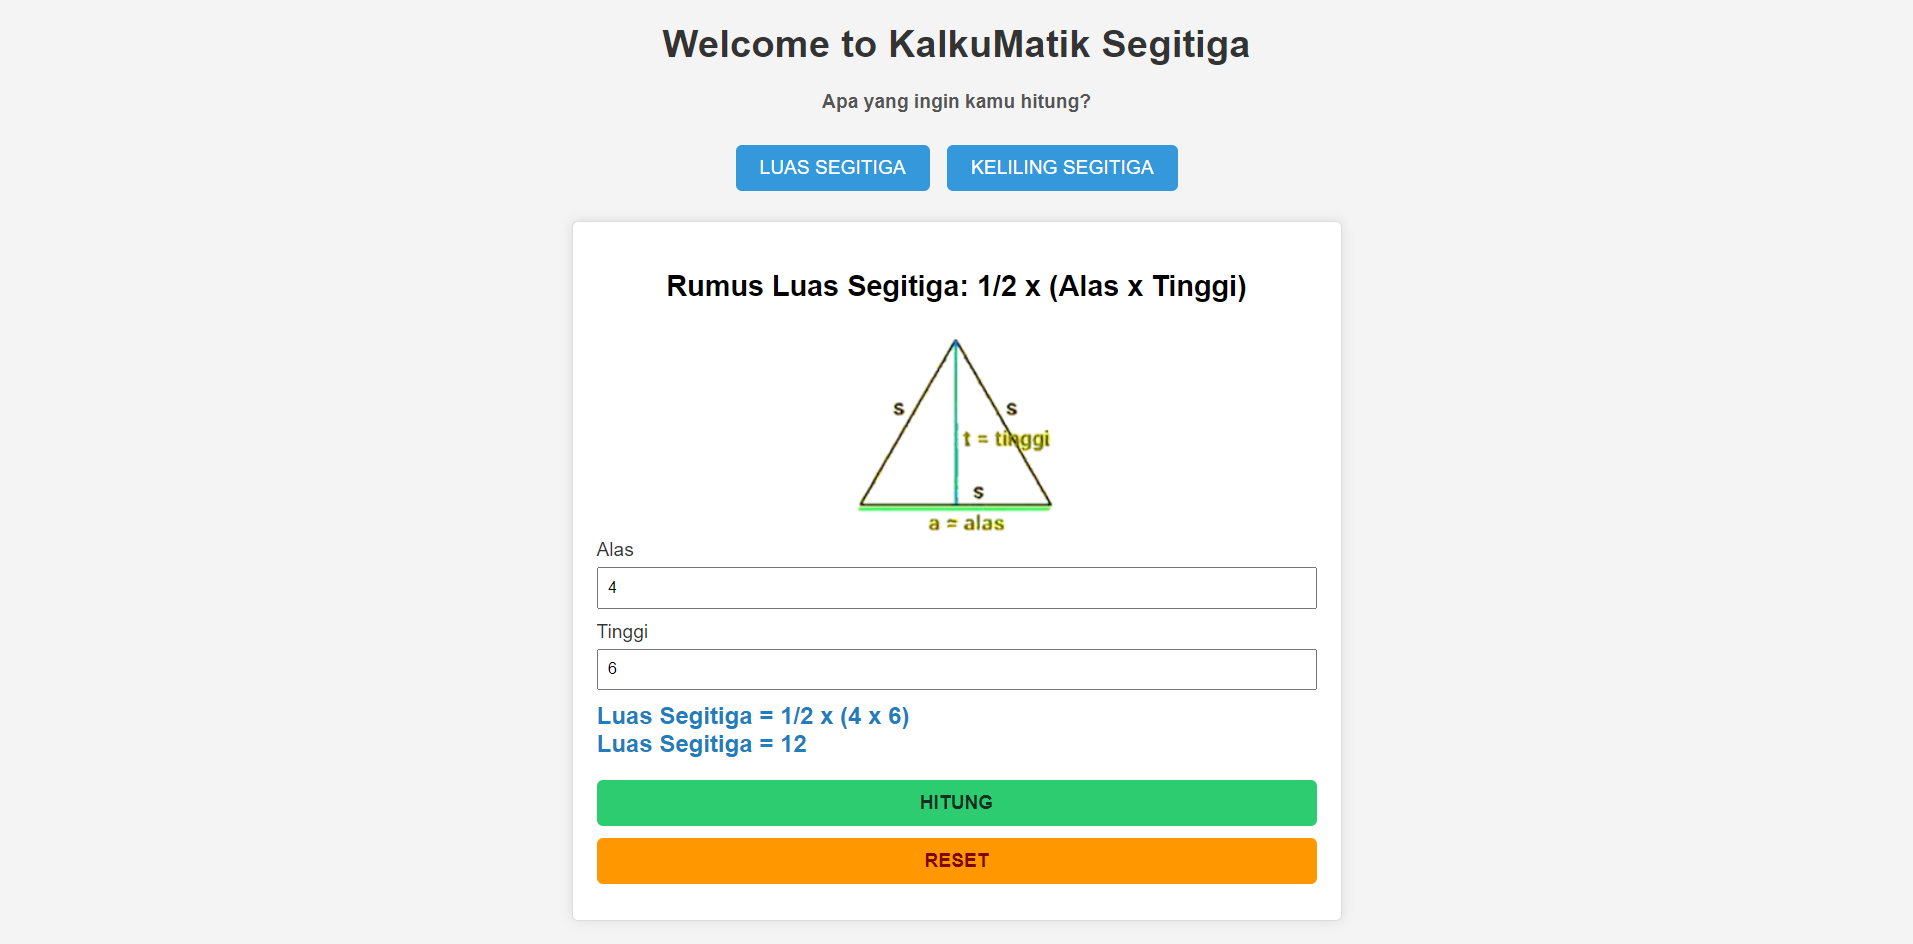 Welcome to KalkuMatik Segitiga
Apa yang ingin kamu hitung?
LUAS SEGITIGA KELILING SEGITIGA
Rumus Luas Segitiga: 1/2 x (Alas x Tinggi)
s s
t = tinggi
s
a = alas
Alas
4
Tinggi
6
Luas Segitiga = 1/2 x (4 x 6)
Luas Segitiga = 12
HITUNG
RESET